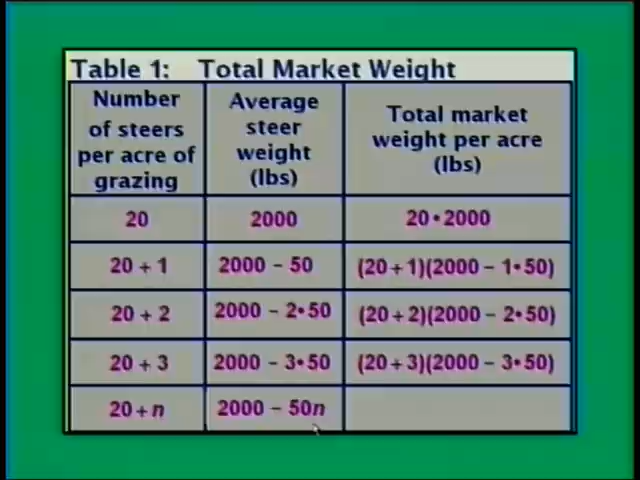 Table 1: Total Market Weight
Number
of steers
per acre of
grazing
Average
steer
weight
(lbs)
Total market
weight per acre
(lbs)
20
2000
20•2000
20 + 1
2000 − 50
(20 + 1)(2000 − 1•50)
20 + 2
2000 − 2•50
(20 + 2)(2000 − 2•50)
20 + 3
2000 − 3•50
(20 + 3)(2000 − 3•50)
20 + n
2000 − 50n